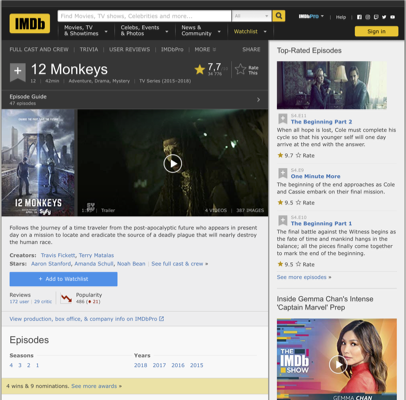 IMDb
Find Movies, TV shows, Celebrities and more...
All
Movies, TV
& Showtimes
Celebs, Events
& Photos
News &
Community
Watchlist
IMDbPro
Help
Sign in
FULL CAST AND CREW | TRIVIA | USER REVIEWS | IMDbPro | MORE
SHARE
12 Monkeys
12 | 42min | Adventure, Drama, Mystery | TV Series (2015–2018)
7,7
Rate
This
Episode Guide
47 episodes
12 MONKEYS
Syfy
Trailer
4 VIDEOS | 387 IMAGES
Follows the journey of a time traveler from the post-apocalyptic future who appears in present
day on a mission to locate and eradicate the source of a deadly plague that will nearly destroy
the human race.
Creators: Travis Fickett, Terry Matalas
Stars: Aaron Stanford, Amanda Schull, Noah Bean | See full cast & crew »
+ Add to Watchlist
Reviews
172 user | 29 critic
Popularity
486 ( 21)
View production, box office, & company info on IMDbPro
Episodes
Seasons
4 3 2 1
Years
2018 2017 2016 2015
4 wins & 9 nominations. See more awards »
Top-Rated Episodes
S4.E11
The Beginning Part 2
When all hope is lost, Cole must complete
his cycle so that his younger self will one day
arrive at the end with the answer.
9.7 Rate
S4.E9
One Minute More
The beginning of the end approaches as Cole
and Cassie embark on their final mission.
9.5 Rate
S4.E10
The Beginning Part 1
The final battle against the Witness begins as
the fate of time and mankind hangs in the
balance; all the pieces finally come together
to mark the beginning of the end.
9.5 Rate
See more episodes »
Inside Gemma Chan's Intense
'Captain Marvel' Prep
THE
IMDb
SHOW
GEMMA CHAN